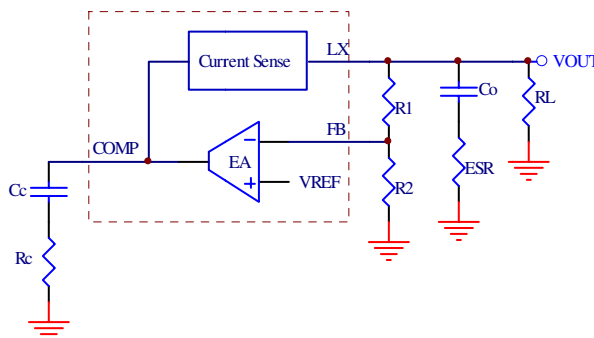 LX
Current Sense
VOUT
R1
Co
RL
COMP
FB
EA
VREF
R2
ESR
Cc
Rc